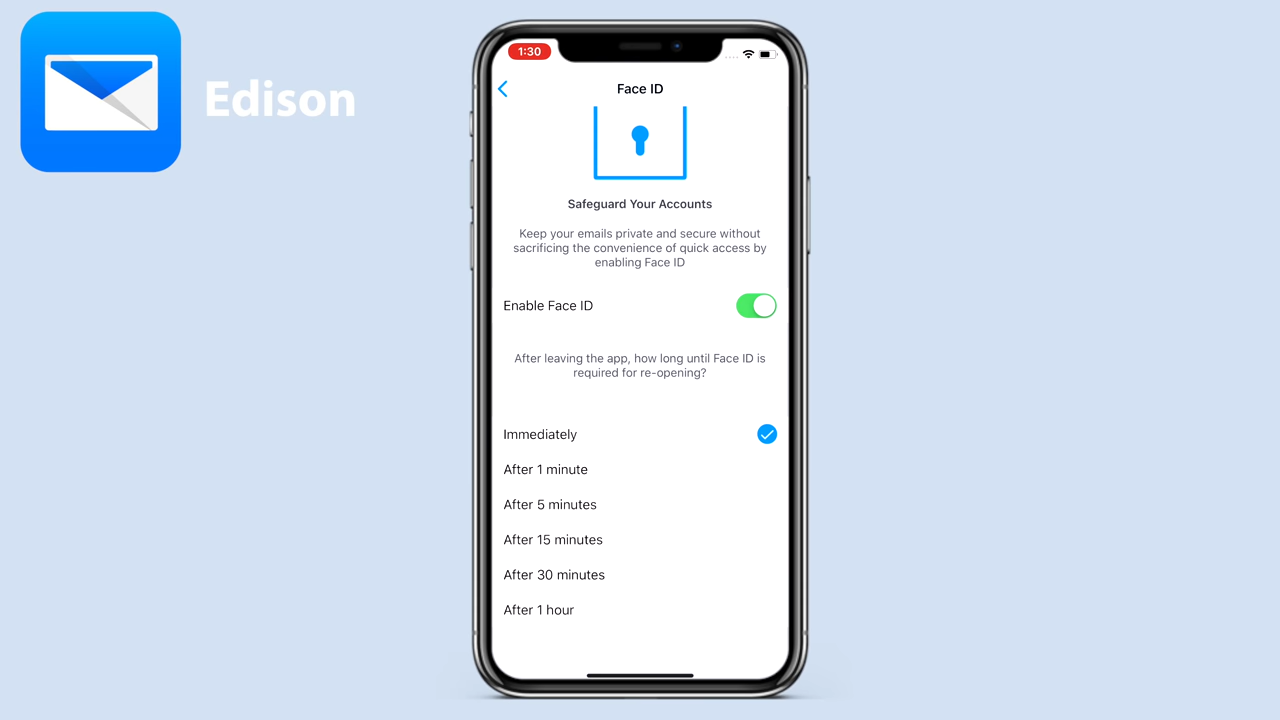 Edison
1:30
Face ID
Safeguard Your Accounts
Keep your emails private and secure without
sacrificing the convenience of quick access by
enabling Face ID
Enable Face ID
After leaving the app, how long until Face ID is
required for re-opening?
Immediately
After 1 minute
After 5 minutes
After 15 minutes
After 30 minutes
After 1 hour